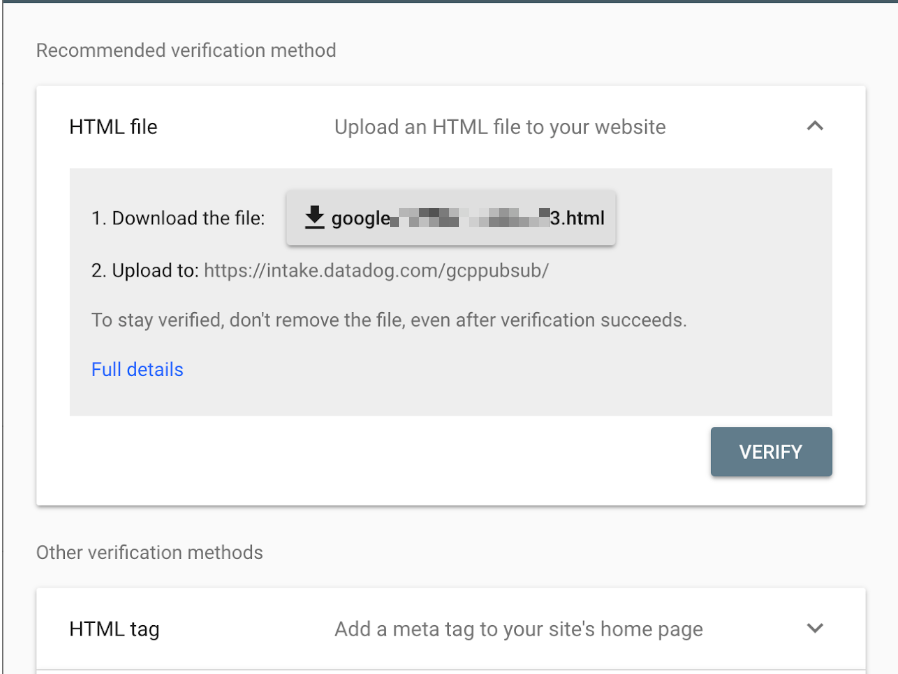 Recommended verification method
HTML file Upload an HTML file to your website
1. Download the file: google 3.html
2. Upload to: https://intake.datadog.com/gcppubsub/
To stay verified, don't remove the file, even after verification succeeds.
Full details
VERIFY
Other verification methods
HTML tag Add a meta tag to your site's home page